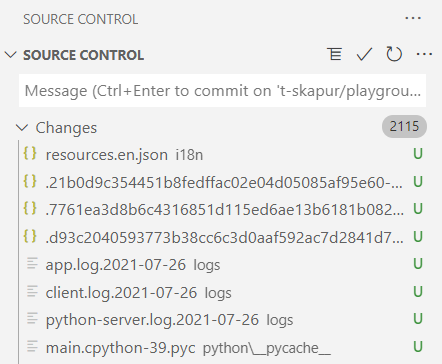 SOURCE CONTROL
SOURCE CONTROL
Message (Ctrl+Enter to commit on 't-skapur/playgrou...
Changes 2115
{} resources.en.json i18n U
{} .21b0d9c354451b8fedffac02e04d05085af95e60-... U
{} .7761ea3d8b6c4316851d115ed6ae13b6181b082... U
{} .d93c2040593773b38cc6c3d0aaf592ac7d2841d7... U
app.log.2021-07-26 logs U
client.log.2021-07-26 logs U
python-server.log.2021-07-26 logs U
main.cpython-39.pyc python\__pycache__ U